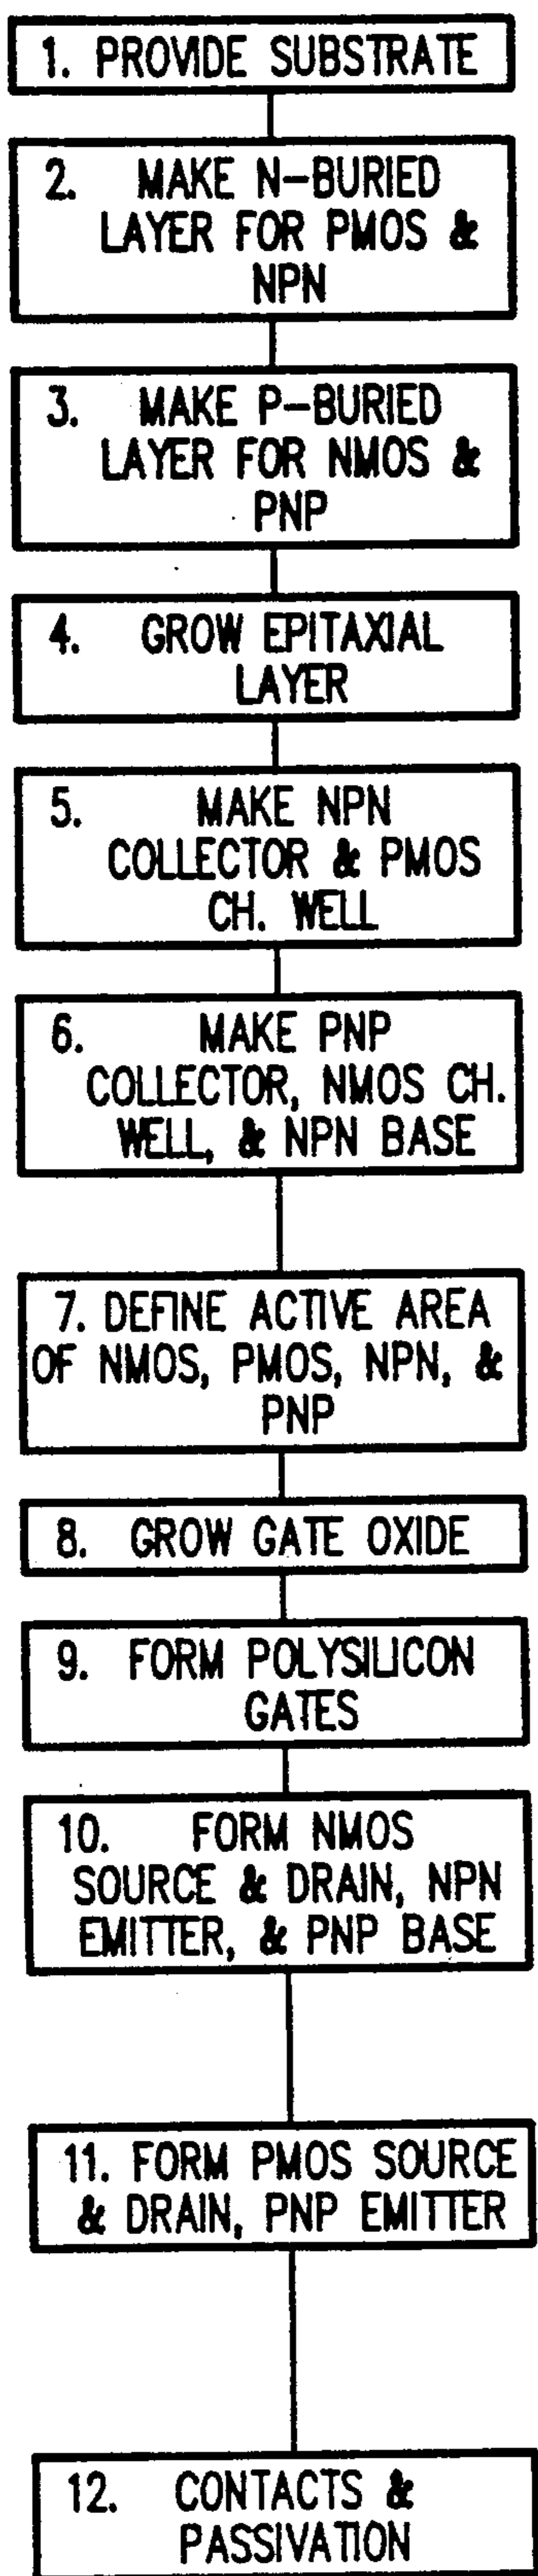 1. PROVIDE SUBSTRATE
2. MAKE N-BURIED
LAYER FOR PMOS &
NPN
3. MAKE P-BURIED
LAYER FOR NMOS &
PNP
4. GROW EPITAXIAL
LAYER
5. MAKE NPN
COLLECTOR & PMOS
CH. WELL
6. MAKE PNP
COLLECTOR, NMOS CH.
WELL, & NPN BASE
7. DEFINE ACTIVE AREA
OF NMOS, PMOS, NPN, &
PNP
8. GROW GATE OXIDE
9. FORM POLYSILICON
GATES
10. FORM NMOS
SOURCE & DRAIN, NPN
EMITTER, & PNP BASE
11. FORM PMOS SOURCE
& DRAIN, PNP EMITTER
12. CONTACTS &
PASSIVATION